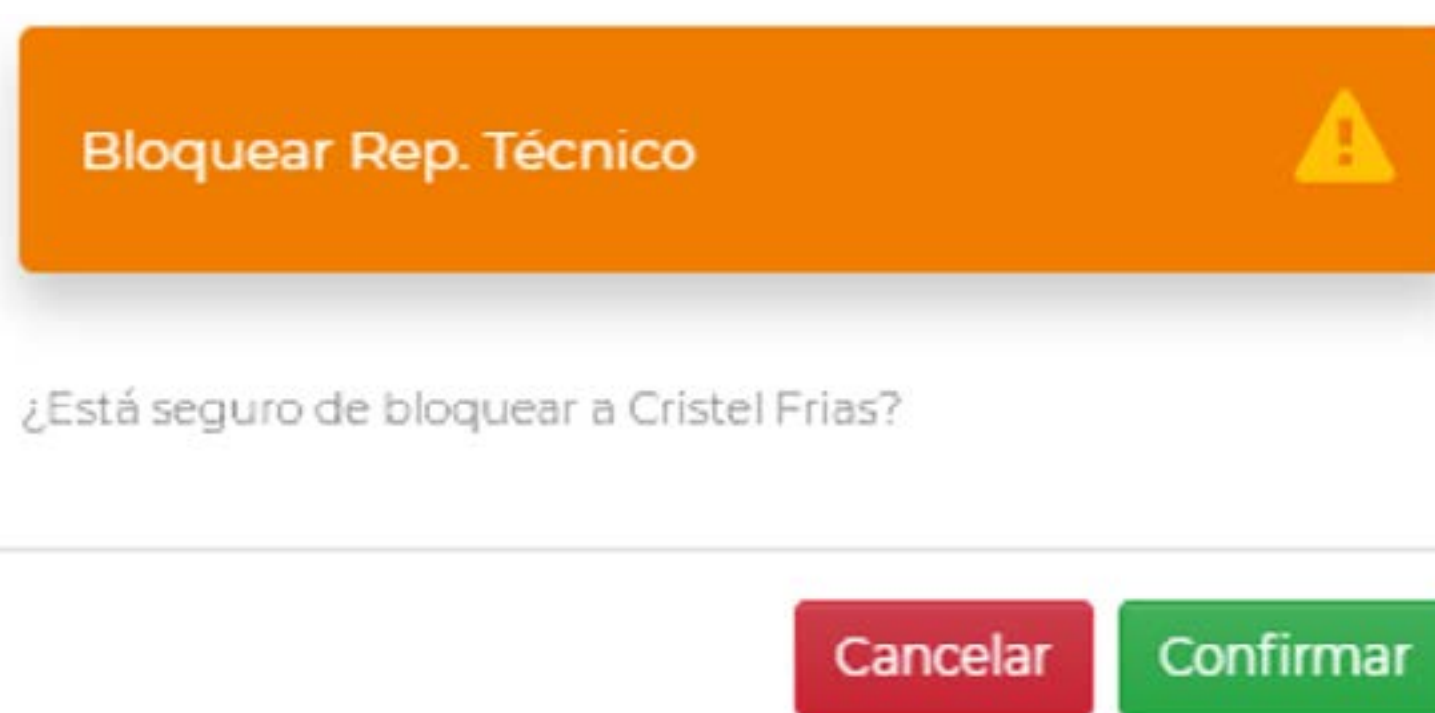 Bloquear Rep. Técnico
¿Está seguro de bloquear a Cristel Frias?
Cancelar
Confirmar